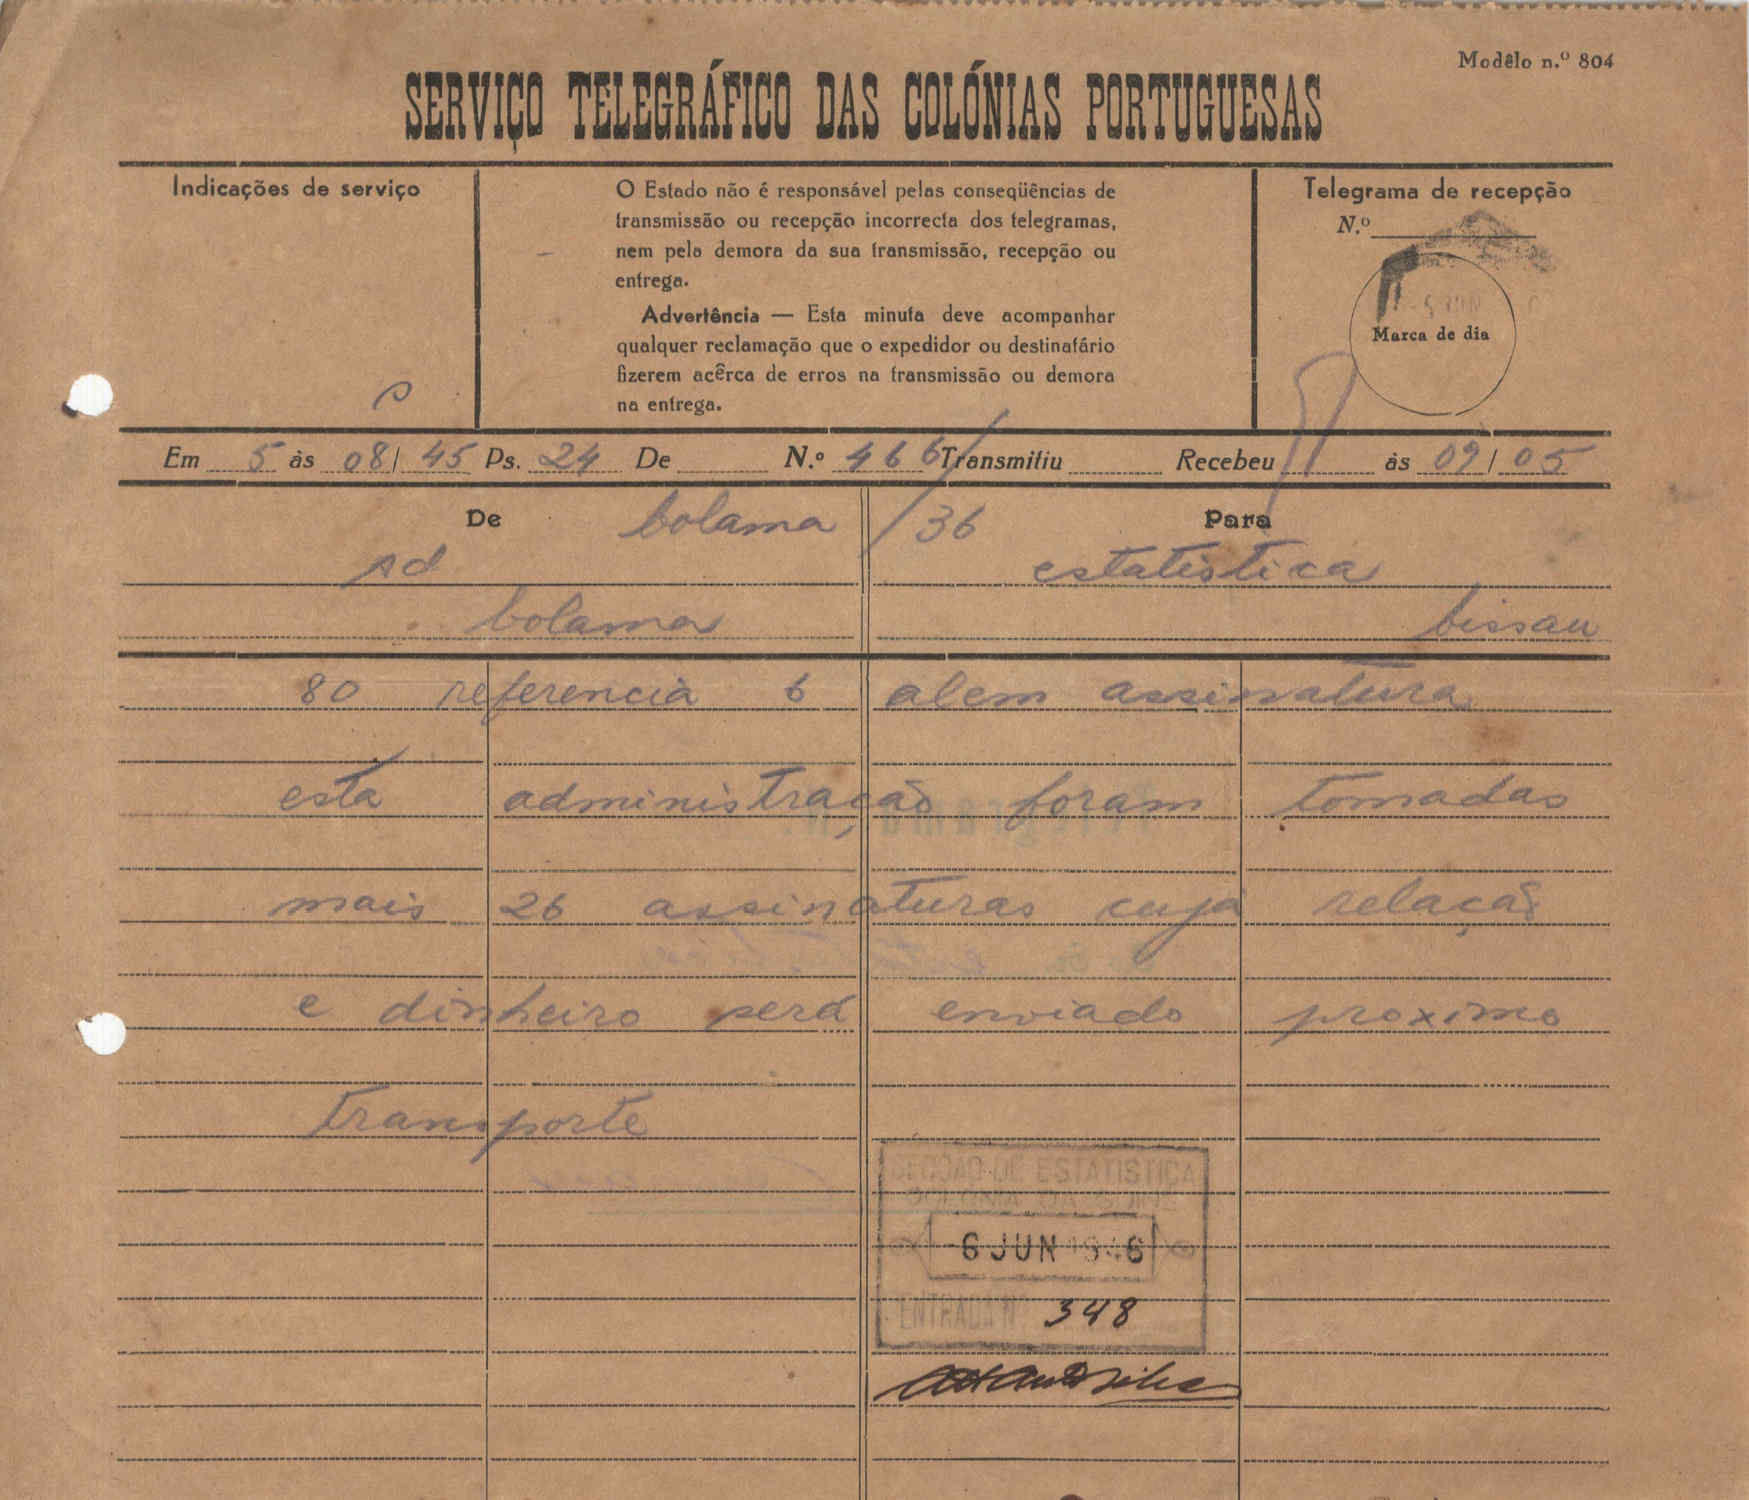 Modêlo n.º 804
SERVIÇO TELEGRÁFICO DAS COLÓNIAS PORTUGUESAS
Indicações de serviço
O Estado não é responsável pelas conseqüências de
transmissão ou recepção incorrecta dos telegramas,
nem pela demora da sua transmissão, recepção ou
entrega.
Advertência — Esta minuta deve acompanhar
qualquer reclamação que o expedidor ou destinatário
fizerem acêrca de erros na transmissão ou demora
na entrega.
Telegrama de recepção
N.º
Marca de dia
Em 5 às 08/45 Ps. 24 De N.º 466 Transmitiu Recebeu às 09/05
De bolama /36 Para
ad estatistica
bolama bissau
80 referencia 6 alem assinatura
esta administração foram tomadas
mais 26 assinaturas cuja relação
e dinheiro será enviado proximo
transporte
SECÇÃO DE ESTATISTICA
6 JUN 1946
ENTRADA Nº 348